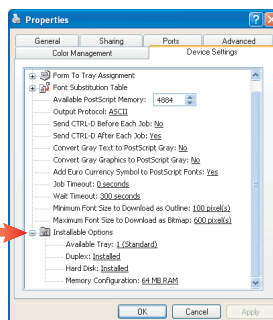 Properties
General Sharing Ports Advanced
Color Management Device Settings
Form To Tray Assignment
Font Substitution Table
Available PostScript Memory: 4884
Output Protocol: ASCII
Send CTRL-D Before Each Job: No
Send CTRL-D After Each Job: Yes
Convert Gray Text to PostScript Gray: No
Convert Gray Graphics to PostScript Gray: No
Add Euro Currency Symbol to PostScript Fonts: Yes
Job Timeout: 0 seconds
Wait Timeout: 300 seconds
Minimum Font Size to Download as Outline: 100 pixel(s)
Maximum Font Size to Download as Bitmap: 600 pixel(s)
Installable Options
Available Tray: 1 (Standard)
Duplex: Installed
Hard Disk: Installed
Memory Configuration: 64 MB RAM
OK Cancel Apply